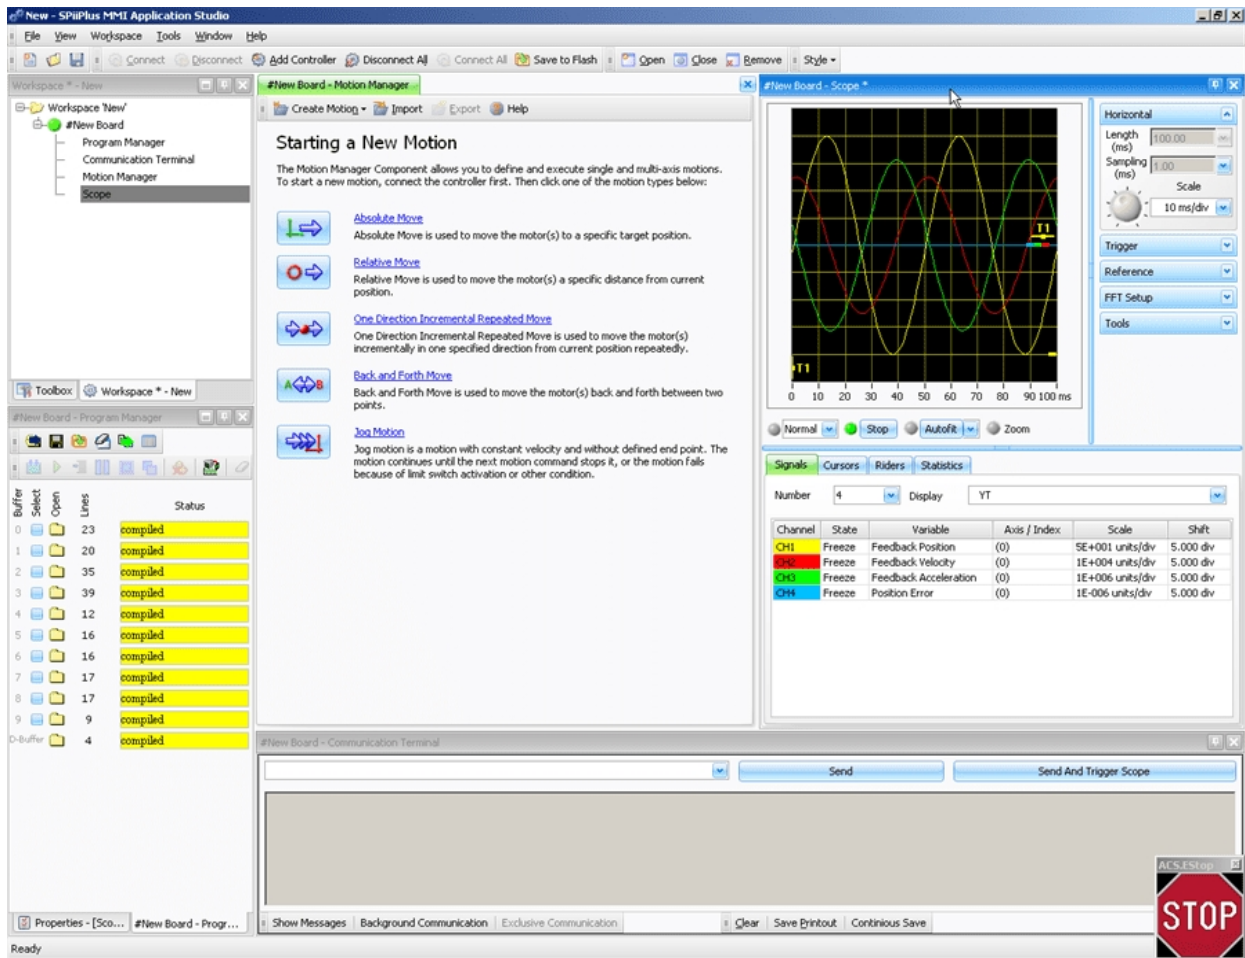 New - SPiiPlus MMI Application Studio
File View Workspace Tools Window Help
Connect Disconnect Add Controller Disconnect All Connect All Save to Flash Open Close Remove Style
Workspace * - New
Workspace 'New'
#New Board
Program Manager
Communication Terminal
Motion Manager
Scope
Toolbox Workspace * - New
#New Board - Program Manager
Buffer Select Open Lines Status
0 23 compiled
1 20 compiled
2 35 compiled
3 39 compiled
4 12 compiled
5 16 compiled
6 16 compiled
7 17 compiled
8 17 compiled
9 9 compiled
D-Buffer 4 compiled
Properties - [Sco... #New Board - Progr...
#New Board - Motion Manager
Create Motion Import Export Help
Starting a New Motion
The Motion Manager Component allows you to define and execute single and multi-axis motions.
To start a new motion, connect the controller first. Then click one of the motion types below:
Absolute Move
Absolute Move is used to move the motor(s) to a specific target position.
Relative Move
Relative Move is used to move the motor(s) a specific distance from current
position.
One Direction Incremental Repeated Move
One Direction Incremental Repeated Move is used to move the motor(s)
incrementally in one specified direction from current position repeatedly.
A B
Back and Forth Move
Back and Forth Move is used to move the motor(s) back and forth between two
points.
Jog Motion
Jog motion is a motion with constant velocity and without defined end point. The
motion continues until the next motion command stops it, or the motion fails
because of limit switch activation or other condition.
#New Board - Scope *
T1
T1
0 10 20 30 40 50 60 70 80 90 100 ms
Normal Stop Autofit Zoom
Horizontal
Length (ms) 100.00
Sampling (ms) 1.00
Scale
10 ms/div
Trigger
Reference
FFT Setup
Tools
Signals Cursors Riders Statistics
Number 4 Display YT
Channel State Variable Axis / Index Scale Shift
CH1 Freeze Feedback Position (0) 5E+001 units/div 5.000 div
CH2 Freeze Feedback Velocity (0) 1E+004 units/div 5.000 div
CH3 Freeze Feedback Acceleration (0) 1E+006 units/div 5.000 div
CH4 Freeze Position Error (0) 1E-006 units/div 5.000 div
#New Board - Communication Terminal
Send Send And Trigger Scope
Show Messages Background Communication Exclusive Communication Clear Save Printout Continious Save
ACS.EStop
STOP
Ready